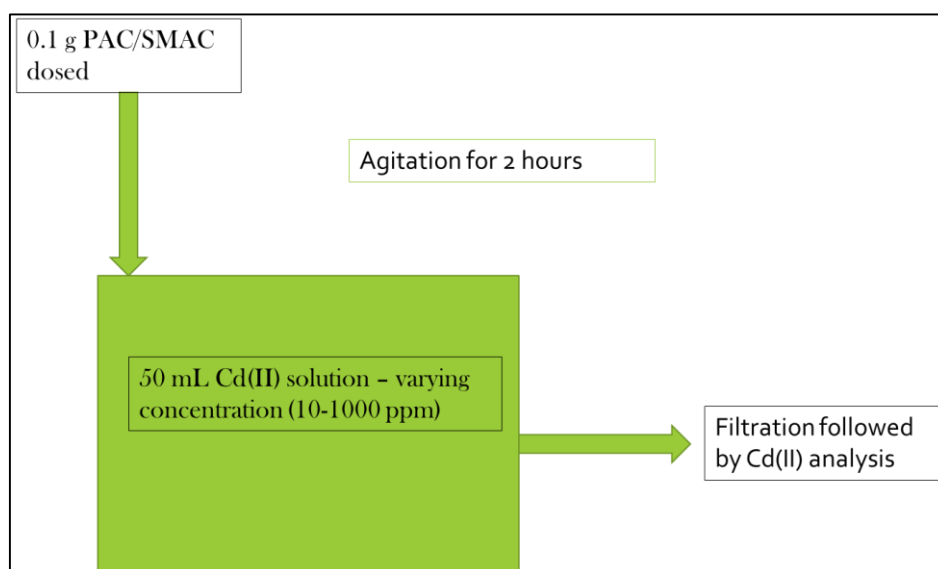 0.1 g PAC/SMAC
dosed
Agitation for 2 hours
50 mL Cd(II) solution – varying
concentration (10-1000 ppm)
Filtration followed
by Cd(II) analysis